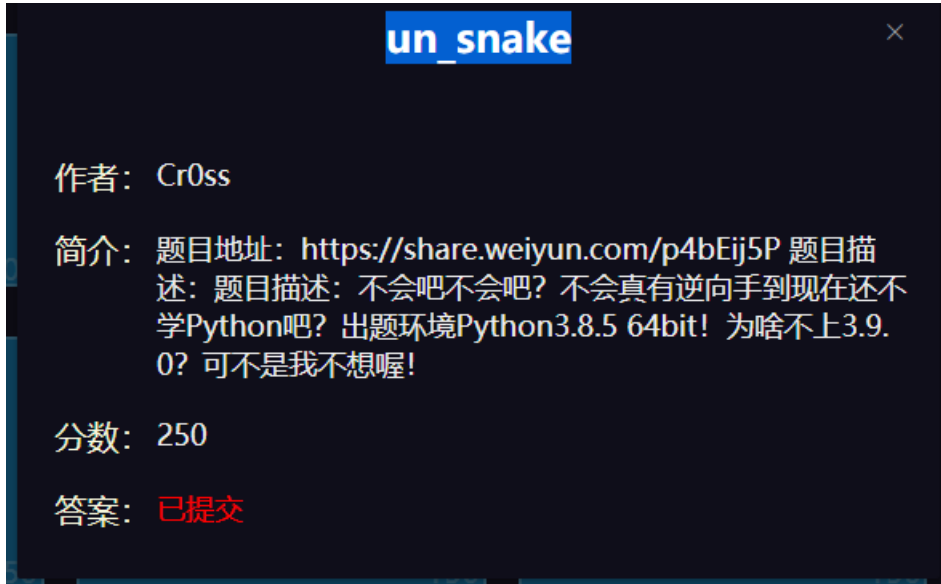 un_snake
作者：Cr0ss
简介：题目地址：https://share.weiyun.com/p4bEij5P 题目描
述：题目描述：不会吧不会吧？不会真有逆向手到现在还不
学Python吧？出题环境Python3.8.5 64bit！为啥不上3.9.
0？可不是我不想喔！
分数：250
答案：已提交